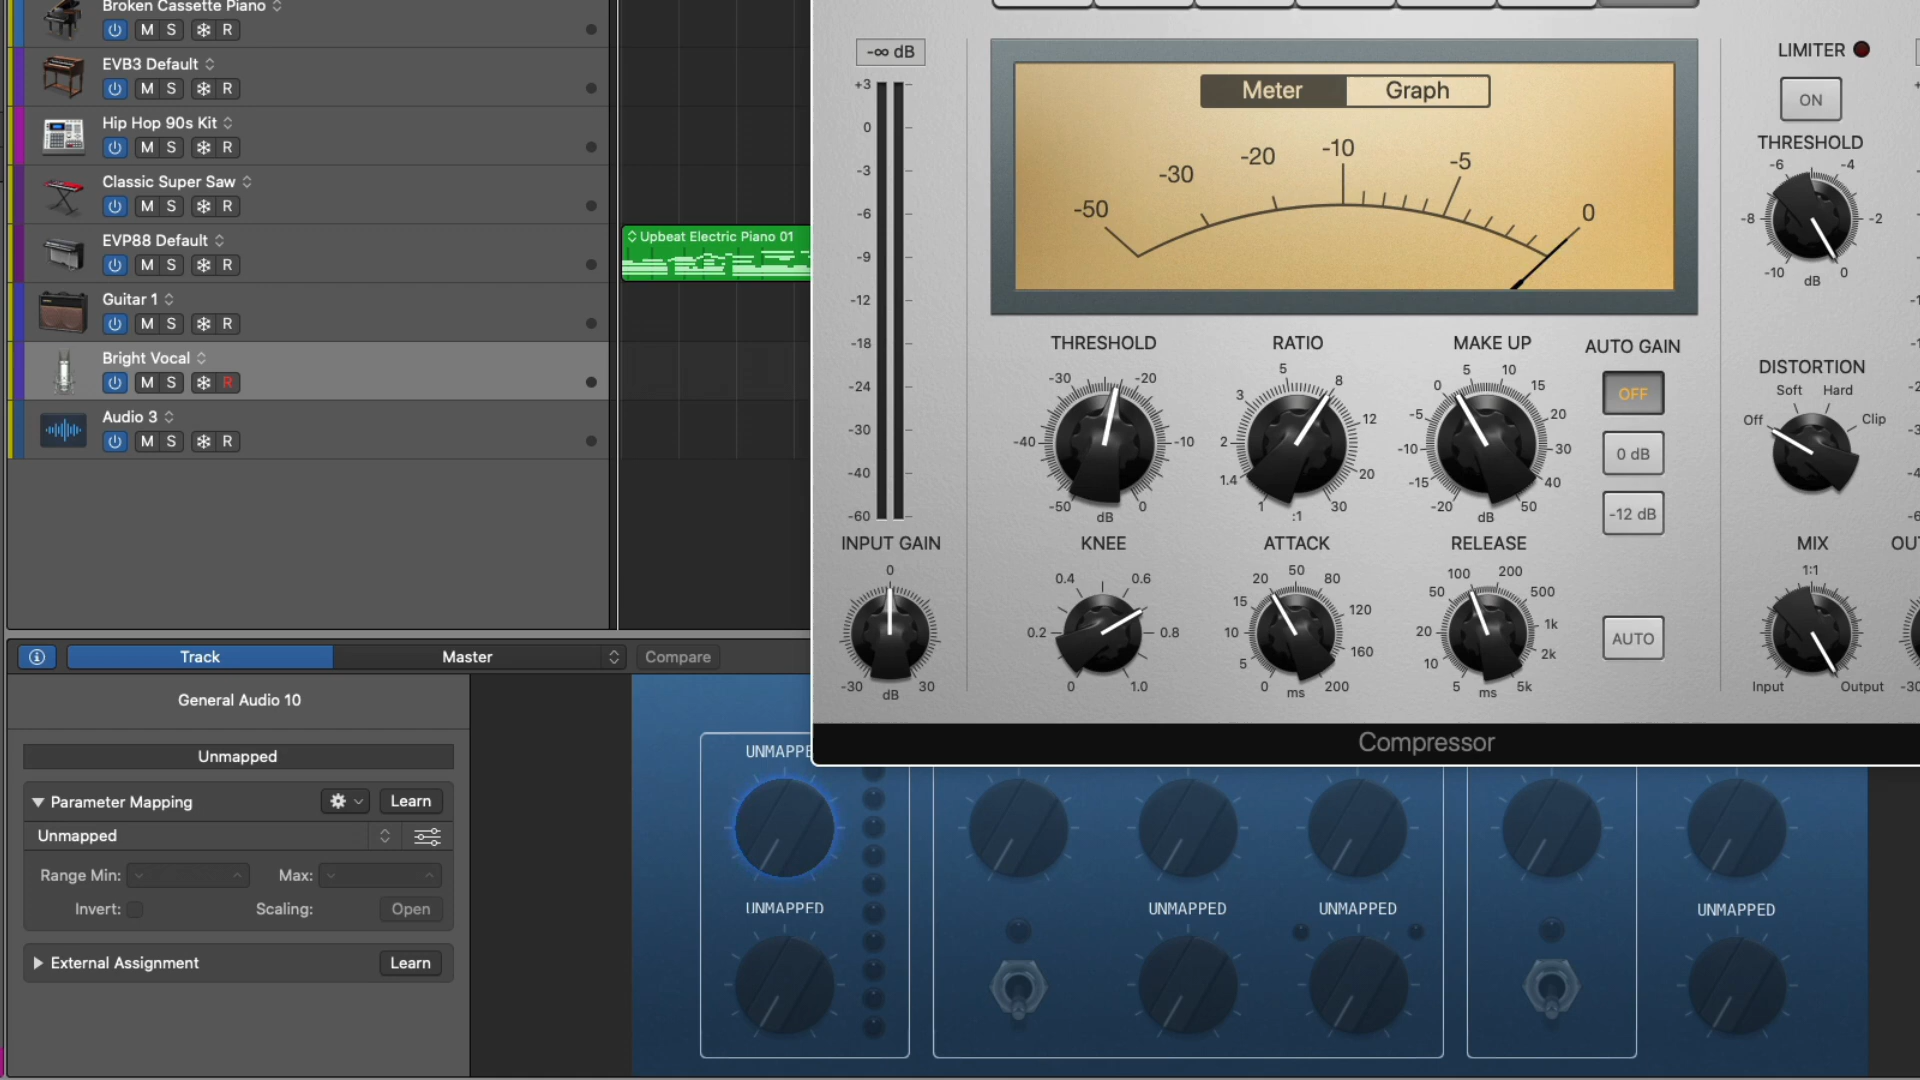 Broken Cassette Piano
M S R
EVB3 Default
M S R
Hip Hop 90s Kit
M S R
Classic Super Saw
M S R
EVP88 Default
M S R
Upbeat Electric Piano 01
Guitar 1
M S R
Bright Vocal
M S R
Audio 3
M S R
-∞ dB
+3
0
-3
-6
-9
-12
-18
-24
-30
-40
-60
INPUT GAIN
0
-30 dB 30
Meter Graph
-50 -30 -20 -10 -5 0
THRESHOLD
-30 -20
-40 -10
-50 dB 0
RATIO
5
3 8
2 12
1.4 20
1 :1 30
MAKE UP
5 10
0 15
-5 20
-10 30
-15 40
-20 dB 50
AUTO GAIN
OFF
0 dB
-12 dB
KNEE
0.4 0.6
0.2 0.8
0 1.0
ATTACK
50
20 80
15 120
10 160
5
0 ms 200
RELEASE
100 200
50 500
20 1k
10 2k
5 ms 5k
AUTO
LIMITER
ON
THRESHOLD
-6 -4
-8 -2
-10 dB 0
DISTORTION
Soft Hard
Off Clip
MIX
1:1
Input Output
OU
-30
Compressor
Track Master Compare
General Audio 10
Unmapped
Parameter Mapping Learn
Unmapped
Range Min: Max:
Invert: Scaling: Open
External Assignment Learn
UNMAPPE
UNMAPPED UNMAPPED UNMAPPED UNMAPPED